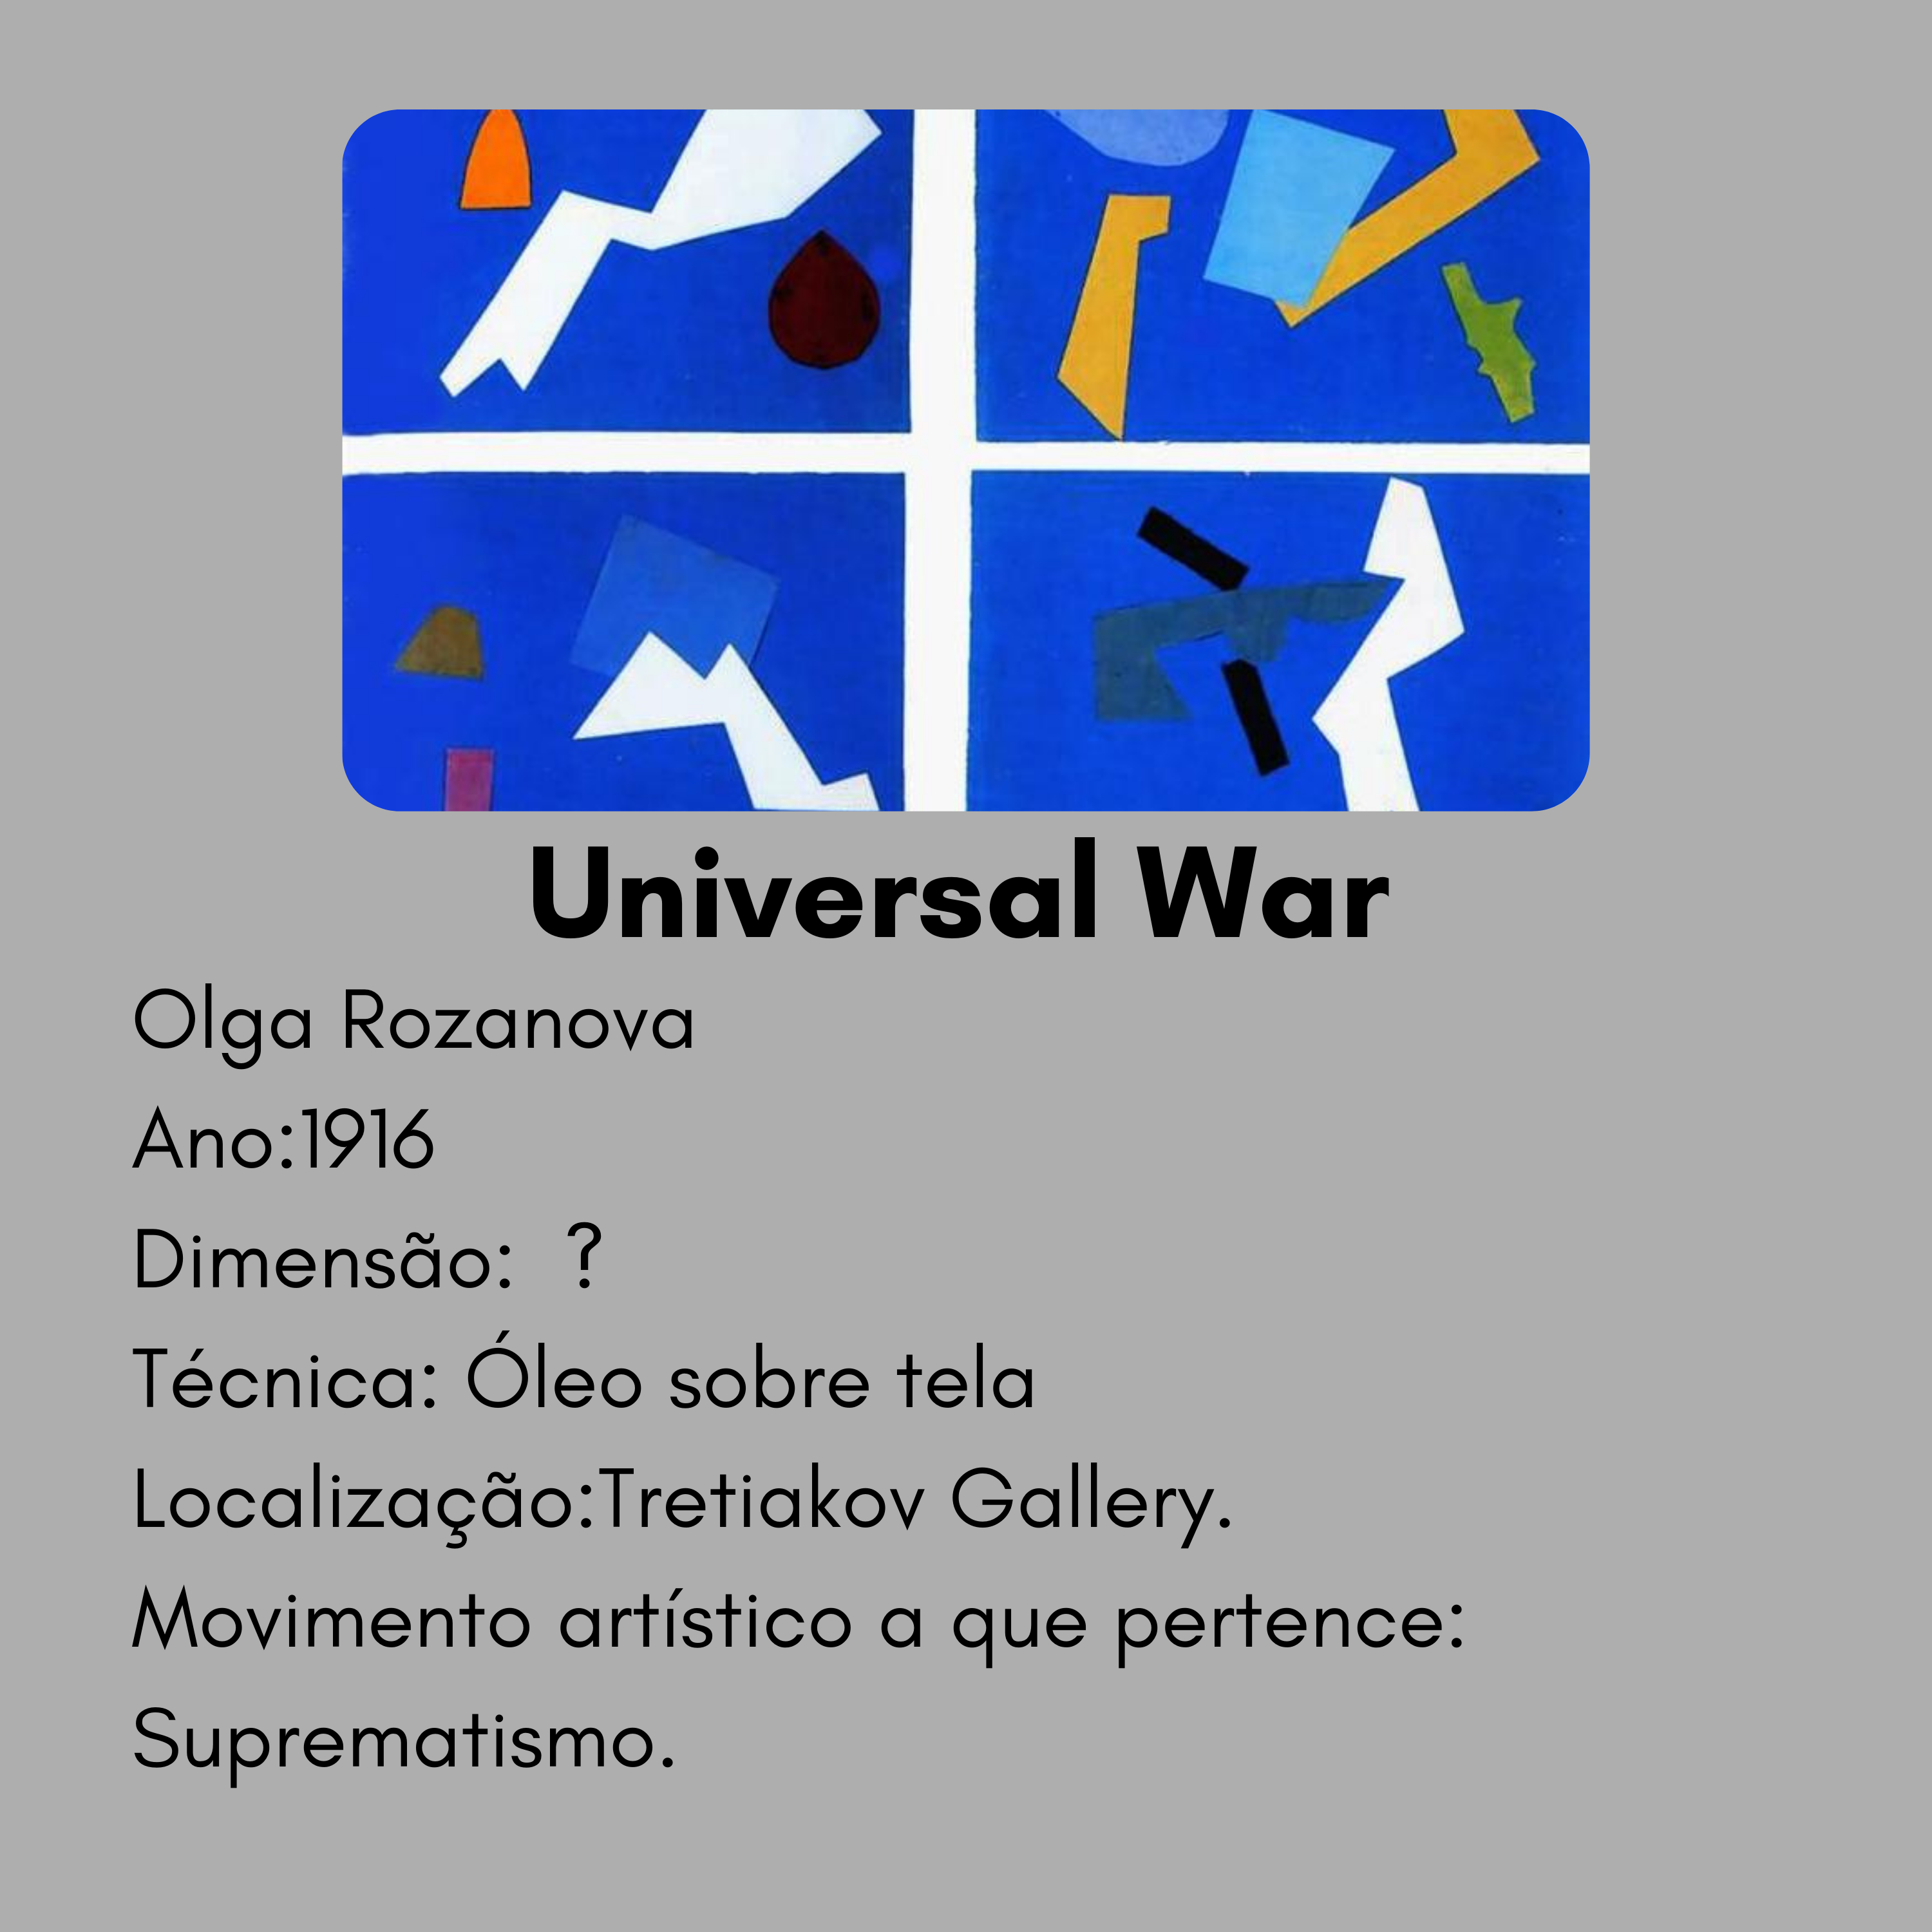 Universal War
Olga Rozanova
Ano:1916
Dimensão: ?
Técnica: Óleo sobre tela
Localização:Tretiakov Gallery.
Movimento artístico a que pertence:
Suprematismo.